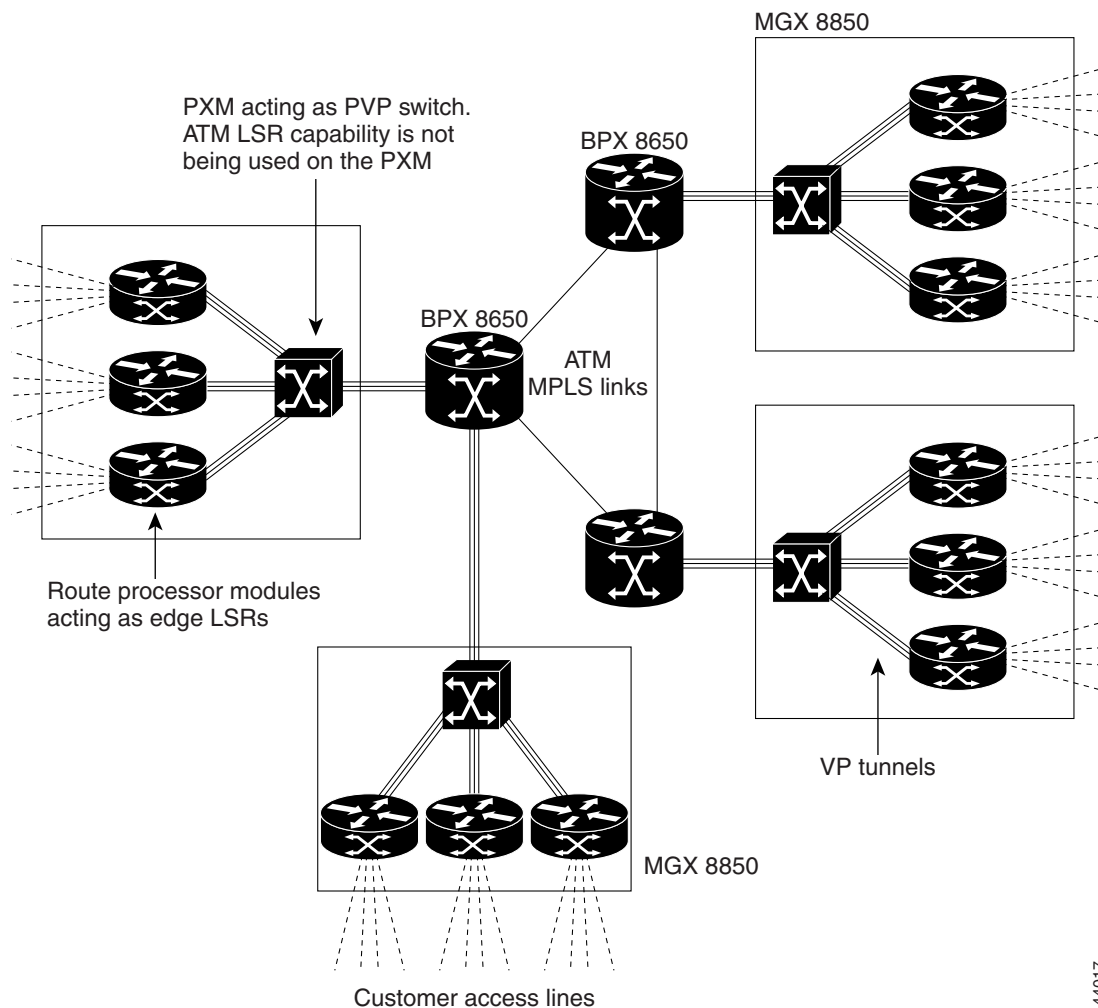 MGX 8850
PXM acting as PVP switch.
ATM LSR capability is not
being used on the PXM
BPX 8650
BPX 8650
ATM
MPLS links
Route processor modules
acting as edge LSRs
VP tunnels
MGX 8850
Customer access lines